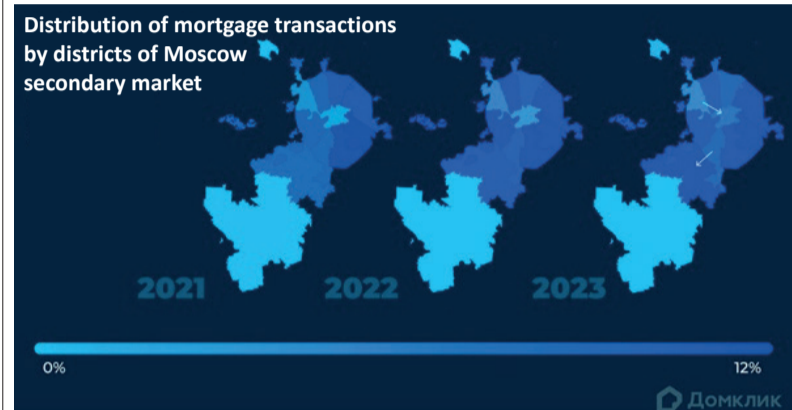 Distribution of mortgage transactions
by districts of Moscow
secondary market
2021
2022
2023
0%
12%
Домклик